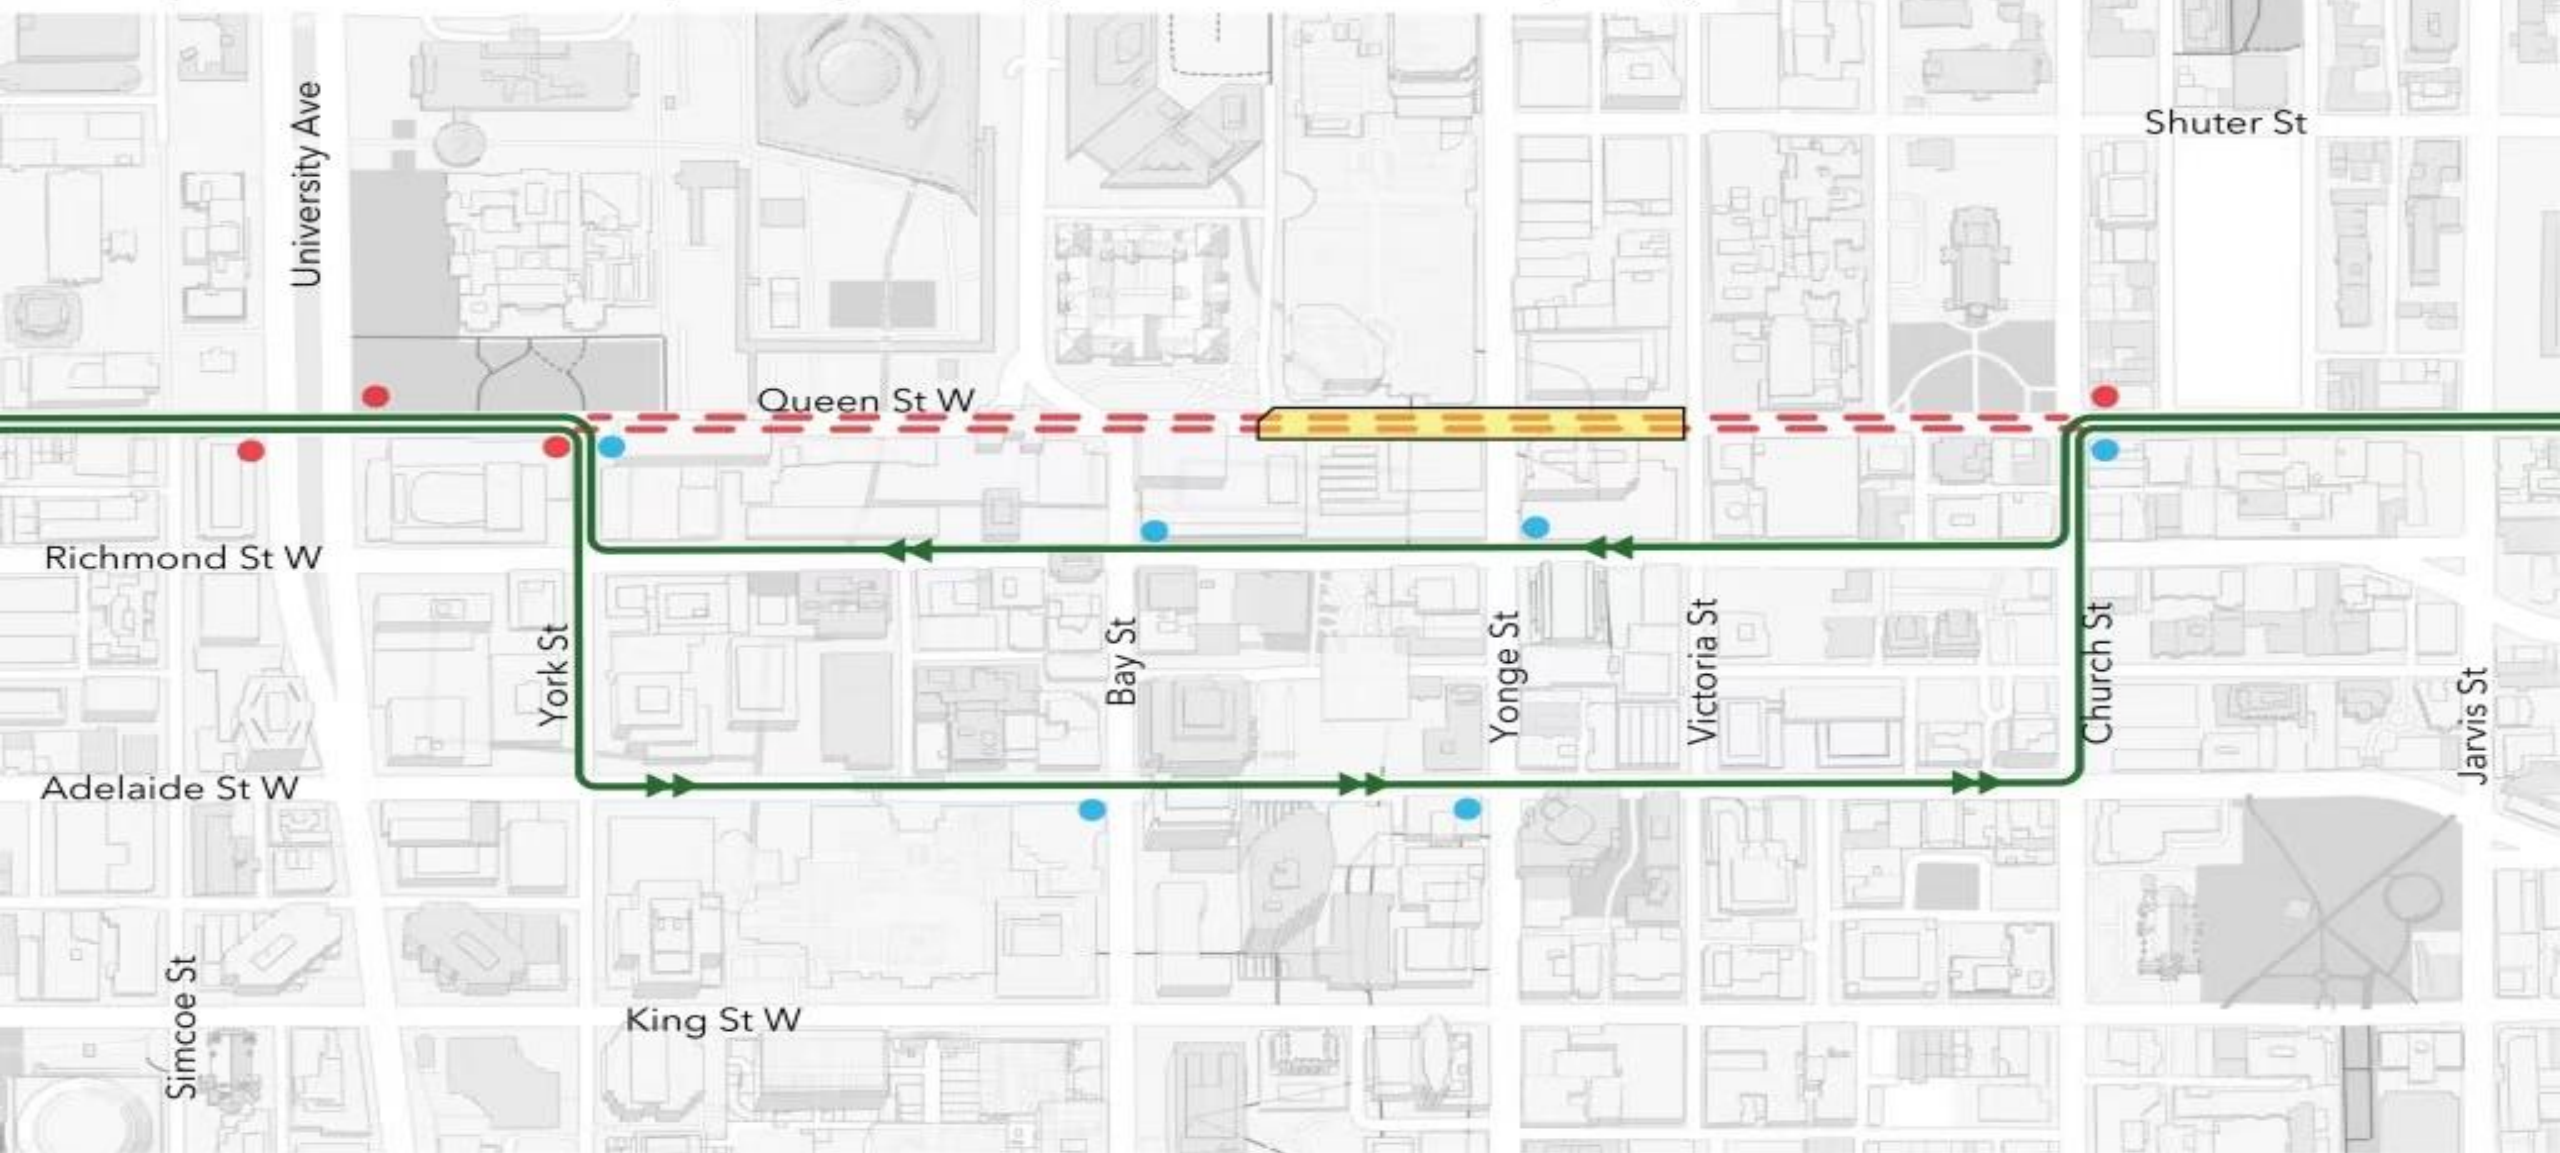 Shuter St
University Ave
Queen St W
Richmond St W
York St
Bay St
Yonge St
Victoria St
Church St
Jarvis St
Adelaide St W
Simcoe St
King St W